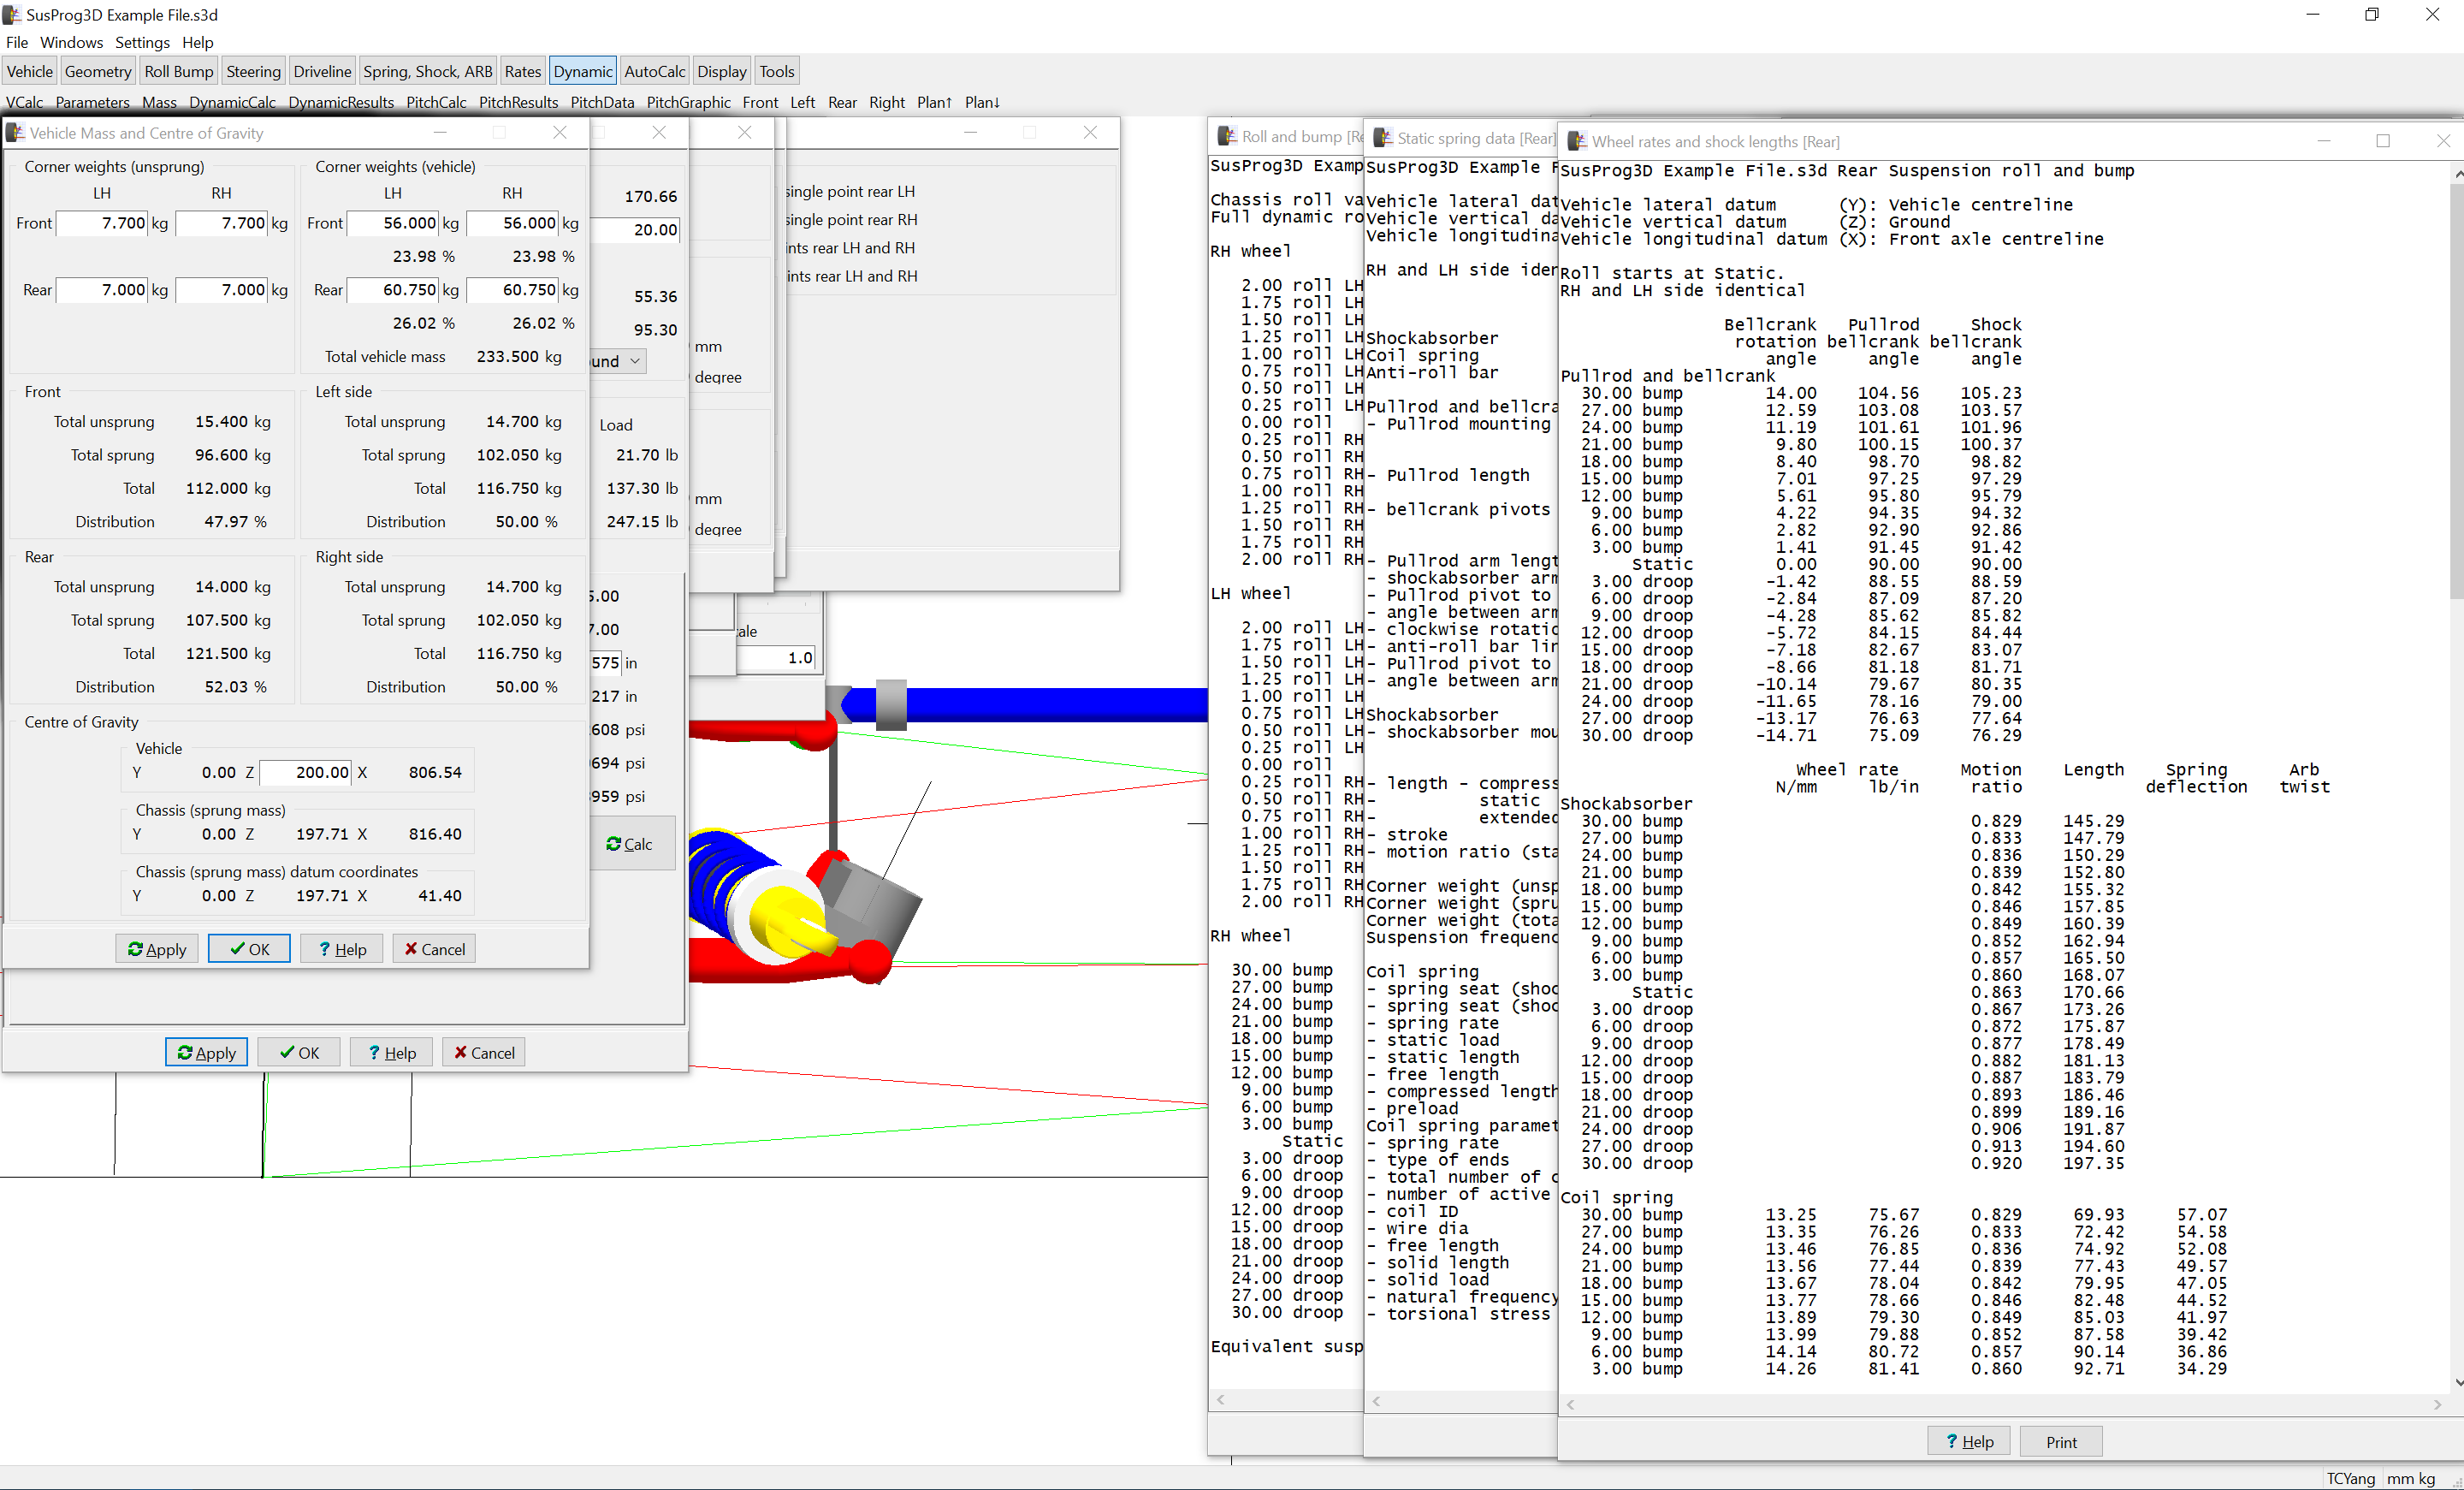 SusProg3D Example File.s3d
File Windows Settings Help
Vehicle Geometry Roll Bump Steering Driveline Spring, Shock, ARB Rates Dynamic AutoCalc Display Tools
VCalc Parameters Mass DynamicCalc DynamicResults PitchCalc PitchResults PitchData PitchGraphic Front Left Rear Right Plan↑ Plan↓
Vehicle Mass and Centre of Gravity
Corner weights (unsprung)
LH RH
Front 7.700 kg 7.700 kg
Rear 7.000 kg 7.000 kg
Corner weights (vehicle)
LH RH
Front 56.000 kg 56.000 kg
23.98 % 23.98 %
Rear 60.750 kg 60.750 kg
26.02 % 26.02 %
Total vehicle mass 233.500 kg
Front
Total unsprung 15.400 kg
Total sprung 96.600 kg
Total 112.000 kg
Distribution 47.97 %
Left side
Total unsprung 14.700 kg
Total sprung 102.050 kg
Total 116.750 kg
Distribution 50.00 %
Rear
Total unsprung 14.000 kg
Total sprung 107.500 kg
Total 121.500 kg
Distribution 52.03 %
Right side
Total unsprung 14.700 kg
Total sprung 102.050 kg
Total 116.750 kg
Distribution 50.00 %
Centre of Gravity
Vehicle
Y 0.00 Z 200.00 X 806.54
Chassis (sprung mass)
Y 0.00 Z 197.71 X 816.40
Chassis (sprung mass) datum coordinates
Y 0.00 Z 197.71 X 41.40
Apply OK Help Cancel
Apply OK Help Cancel
170.66
20.00
55.36
95.30
und
Load
21.70 lb
137.30 lb
247.15 lb
5.00
7.00
575 in
217 in
608 psi
694 psi
959 psi
Calc
mm
degree
mm
degree
ale
1.0
single point rear LH
single point rear RH
ints rear LH and RH
ints rear LH and RH
Roll and bump [Re
SusProg3D Examp
Chassis roll va
Full dynamic ro
RH wheel
2.00 roll LH
1.75 roll LH
1.50 roll LH
1.25 roll LH
1.00 roll LH
0.75 roll LH
0.50 roll LH
0.25 roll LH
0.00 roll
0.25 roll RH
0.50 roll RH
0.75 roll RH
1.00 roll RH
1.25 roll RH
1.50 roll RH
1.75 roll RH
2.00 roll RH
LH wheel
2.00 roll LH
1.75 roll LH
1.50 roll LH
1.25 roll LH
1.00 roll LH
0.75 roll LH
0.50 roll LH
0.25 roll LH
0.00 roll
0.25 roll RH
0.50 roll RH
0.75 roll RH
1.00 roll RH
1.25 roll RH
1.50 roll RH
1.75 roll RH
2.00 roll RH
RH wheel
30.00 bump
27.00 bump
24.00 bump
21.00 bump
18.00 bump
15.00 bump
12.00 bump
9.00 bump
6.00 bump
3.00 bump
Static
3.00 droop
6.00 droop
9.00 droop
12.00 droop
15.00 droop
18.00 droop
21.00 droop
24.00 droop
27.00 droop
30.00 droop
Equivalent susp
Static spring data [Rear]
SusProg3D Example F
Vehicle lateral dat
Vehicle vertical da
Vehicle longitudina
RH and LH side iden
Shockabsorber
Coil spring
Anti-roll bar
Pullrod and bellcra
- Pullrod mounting
- Pullrod length
- bellcrank pivots
- Pullrod arm lengt
- shockabsorber arm
- Pullrod pivot to
- angle between arm
- clockwise rotatio
- anti-roll bar lin
- Pullrod pivot to
- angle between arm
Shockabsorber
- shockabsorber mou
- length - compress
- static
- extended
- stroke
- motion ratio (sta
Corner weight (unsp
Corner weight (spru
Corner weight (tota
Suspension frequenc
Coil spring
- spring seat (shoc
- spring seat (shoc
- spring rate
- static load
- static length
- free length
- compressed length
- preload
Coil spring paramet
- spring rate
- type of ends
- total number of c
- number of active
- coil ID
- wire dia
- free length
- solid length
- solid load
- natural frequency
- torsional stress
Wheel rates and shock lengths [Rear]
SusProg3D Example File.s3d Rear Suspension roll and bump
Vehicle lateral datum (Y): Vehicle centreline
Vehicle vertical datum (Z): Ground
Vehicle longitudinal datum (X): Front axle centreline
Roll starts at Static.
RH and LH side identical
Bellcrank Pullrod Shock
rotation bellcrank bellcrank
angle angle angle
Pullrod and bellcrank
30.00 bump 14.00 104.56 105.23
27.00 bump 12.59 103.08 103.57
24.00 bump 11.19 101.61 101.96
21.00 bump 9.80 100.15 100.37
18.00 bump 8.40 98.70 98.82
15.00 bump 7.01 97.25 97.29
12.00 bump 5.61 95.80 95.79
9.00 bump 4.22 94.35 94.32
6.00 bump 2.82 92.90 92.86
3.00 bump 1.41 91.45 91.42
Static 0.00 90.00 90.00
3.00 droop -1.42 88.55 88.59
6.00 droop -2.84 87.09 87.20
9.00 droop -4.28 85.62 85.82
12.00 droop -5.72 84.15 84.44
15.00 droop -7.18 82.67 83.07
18.00 droop -8.66 81.18 81.71
21.00 droop -10.14 79.67 80.35
24.00 droop -11.65 78.16 79.00
27.00 droop -13.17 76.63 77.64
30.00 droop -14.71 75.09 76.29
Wheel rate Motion Length Spring Arb
N/mm lb/in ratio deflection twist
Shockabsorber
30.00 bump 0.829 145.29
27.00 bump 0.833 147.79
24.00 bump 0.836 150.29
21.00 bump 0.839 152.80
18.00 bump 0.842 155.32
15.00 bump 0.846 157.85
12.00 bump 0.849 160.39
9.00 bump 0.852 162.94
6.00 bump 0.857 165.50
3.00 bump 0.860 168.07
Static 0.863 170.66
3.00 droop 0.867 173.26
6.00 droop 0.872 175.87
9.00 droop 0.877 178.49
12.00 droop 0.882 181.13
15.00 droop 0.887 183.79
18.00 droop 0.893 186.46
21.00 droop 0.899 189.16
24.00 droop 0.906 191.87
27.00 droop 0.913 194.60
30.00 droop 0.920 197.35
Coil spring
30.00 bump 13.25 75.67 0.829 69.93 57.07
27.00 bump 13.35 76.26 0.833 72.42 54.58
24.00 bump 13.46 76.85 0.836 74.92 52.08
21.00 bump 13.56 77.44 0.839 77.43 49.57
18.00 bump 13.67 78.04 0.842 79.95 47.05
15.00 bump 13.77 78.66 0.846 82.48 44.52
12.00 bump 13.89 79.30 0.849 85.03 41.97
9.00 bump 13.99 79.88 0.852 87.58 39.42
6.00 bump 14.14 80.72 0.857 90.14 36.86
3.00 bump 14.26 81.41 0.860 92.71 34.29
Help Print
TCYang mm kg